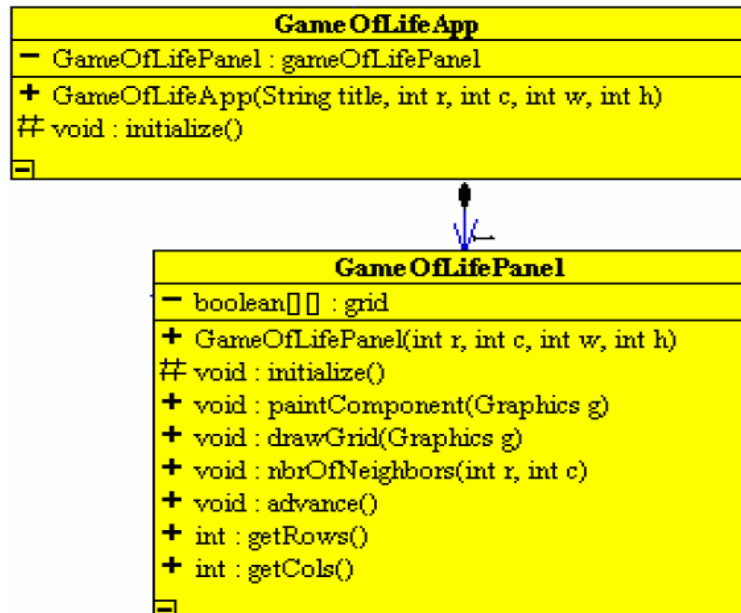 GameOfLifeApp
- GameOfLifePanel : gameOfLifePanel
+ GameOfLifeApp(String title, int r, int c, int w, int h)
# void : initialize()
1
GameOfLifePanel
- boolean[][] : grid
+ GameOfLifePanel(int r, int c, int w, int h)
# void : initialize()
+ void : paintComponent(Graphics g)
+ void : drawGrid(Graphics g)
+ void : nbrOfNeighbors(int r, int c)
+ void : advance()
+ int : getRows()
+ int : getCols()